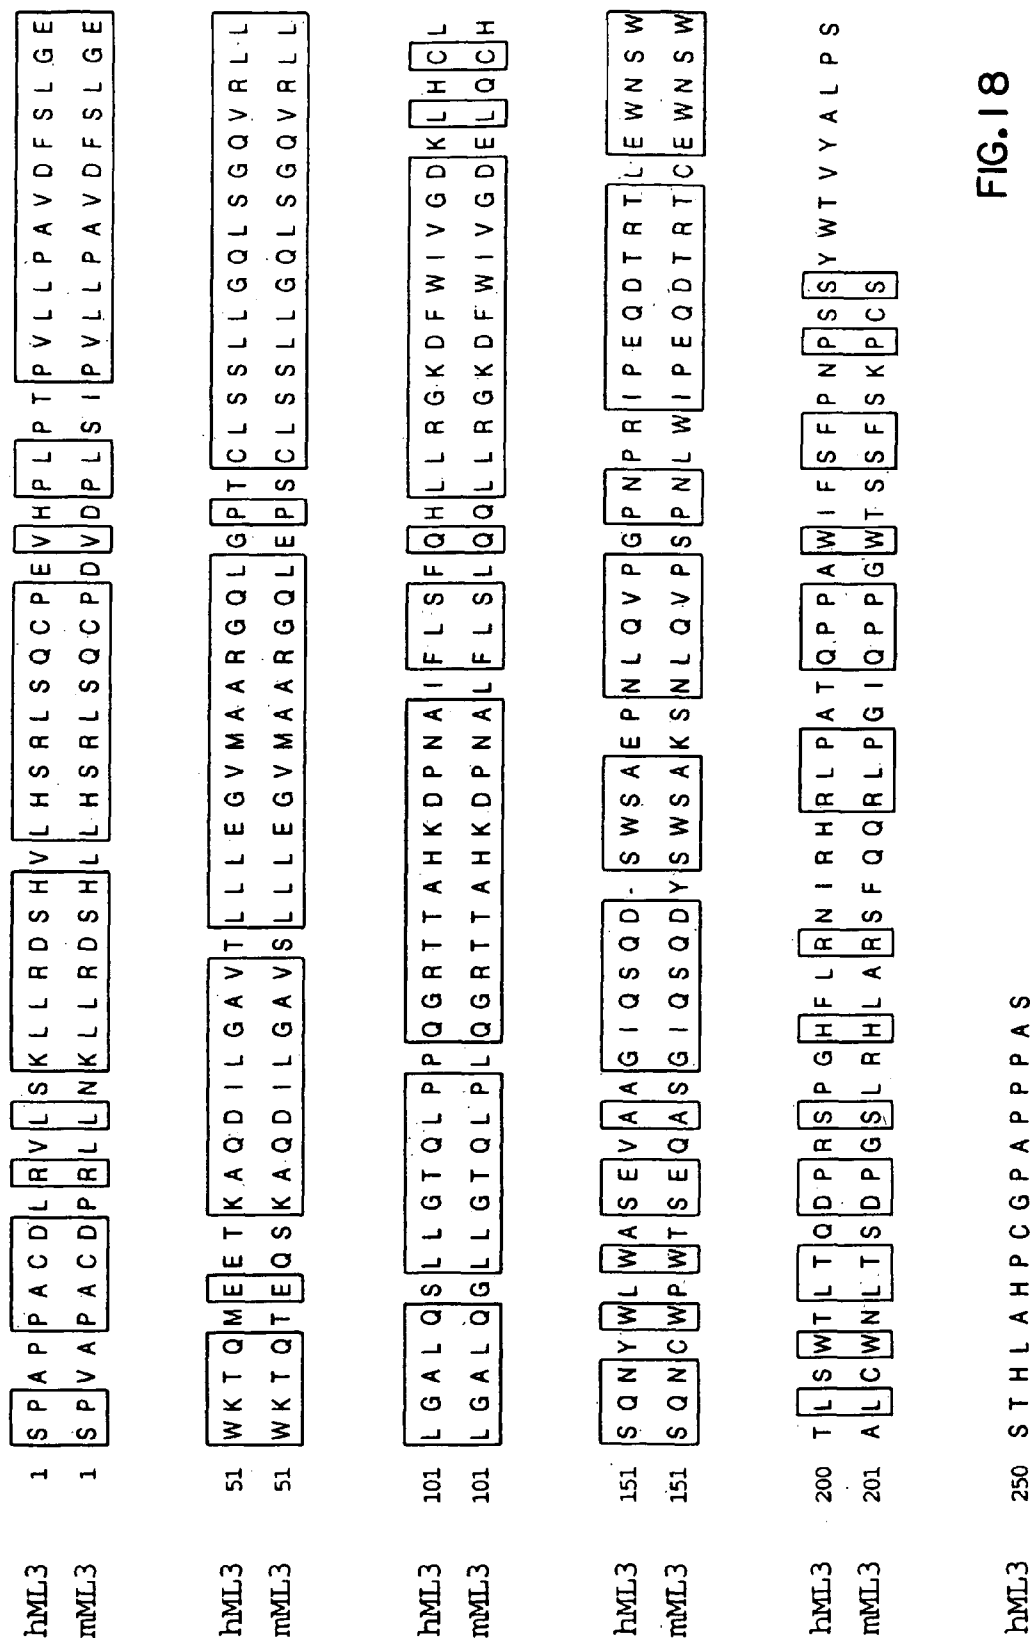 hML3 1 S P A P P A C D L R V L S K L L R D S H V L H S R L S Q C P E V H P L P T P V L L P A V D F S L G E
mML3 1 S P V A P A C D P R L L N K L L R D S H L L H S R L S Q C P D V D P L S I P V L L P A V D F S L G E
hML3 51 W K T Q M E E T K A Q D I L G A V T L L L E G V M A A R G Q L G P T C L S S L L G Q L S G Q V R L L
mML3 51 W K T Q T E Q S K A Q D I L G A V S L L L E G V M A A R G Q L E P S C L S S L L G Q L S G Q V R L L
hML3 101 L G A L Q S L L G T Q L P P Q G R T T A H K D P N A I F L S F Q H L L R G K D F W I V G D K L H C L
mML3 101 L G A L Q G L L G T Q L P L Q G R T T A H K D P N A L F L S L Q Q L L R G K D F W I V G D E L Q C H
hML3 151 S Q N Y W L W A S E V A A G I Q S Q D - S W S A E P N L Q V P G P N P R I P E Q D T R T L E W N S W
mML3 151 S Q N C W P W T S E Q A S G I Q S Q D Y S W S A K S N L Q V P S P N L W I P E Q D T R T C E W N S W
hML3 200 T L S W T L T Q D P R S P G H F L R N I R H R L P A T Q P P A W I F S F P N P S S Y W T V Y A L P S
mML3 201 A L C W N L T S D P G S L R H L A R S F Q Q R L P G I Q P P G W T S S F S K P C S
hML3 250 S T H L A H P C G P A P P P A S
FIG. 18